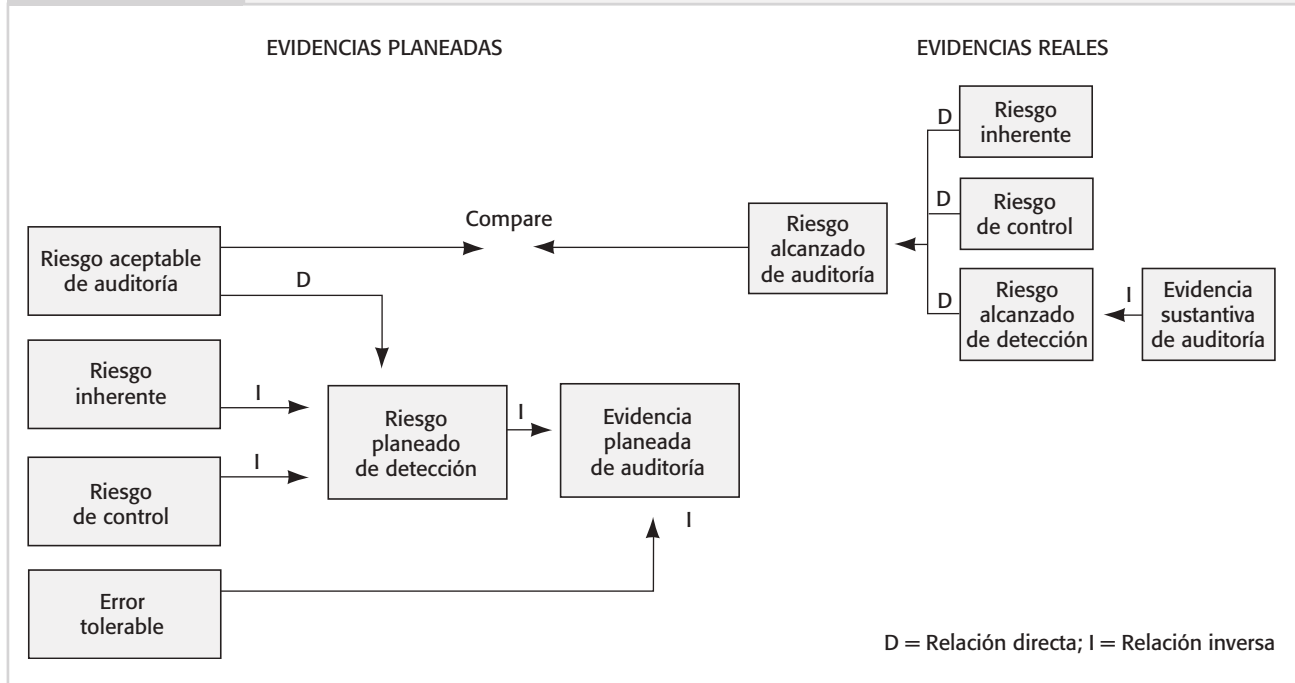 EVIDENCIAS PLANEADAS
EVIDENCIAS REALES
D
Riesgo
inherente
D
Riesgo
de control
D
Riesgo
alcanzado
de detección
I
Evidencia
sustantiva
de auditoría
Compare
Riesgo
alcanzado
de auditoría
Riesgo aceptable
de auditoría
D
Riesgo
inherente
I
Riesgo
planeado
de detección
I
Evidencia
planeada
de auditoría
Riesgo
de control
I
I
Error
tolerable
D = Relación directa; I = Relación inversa